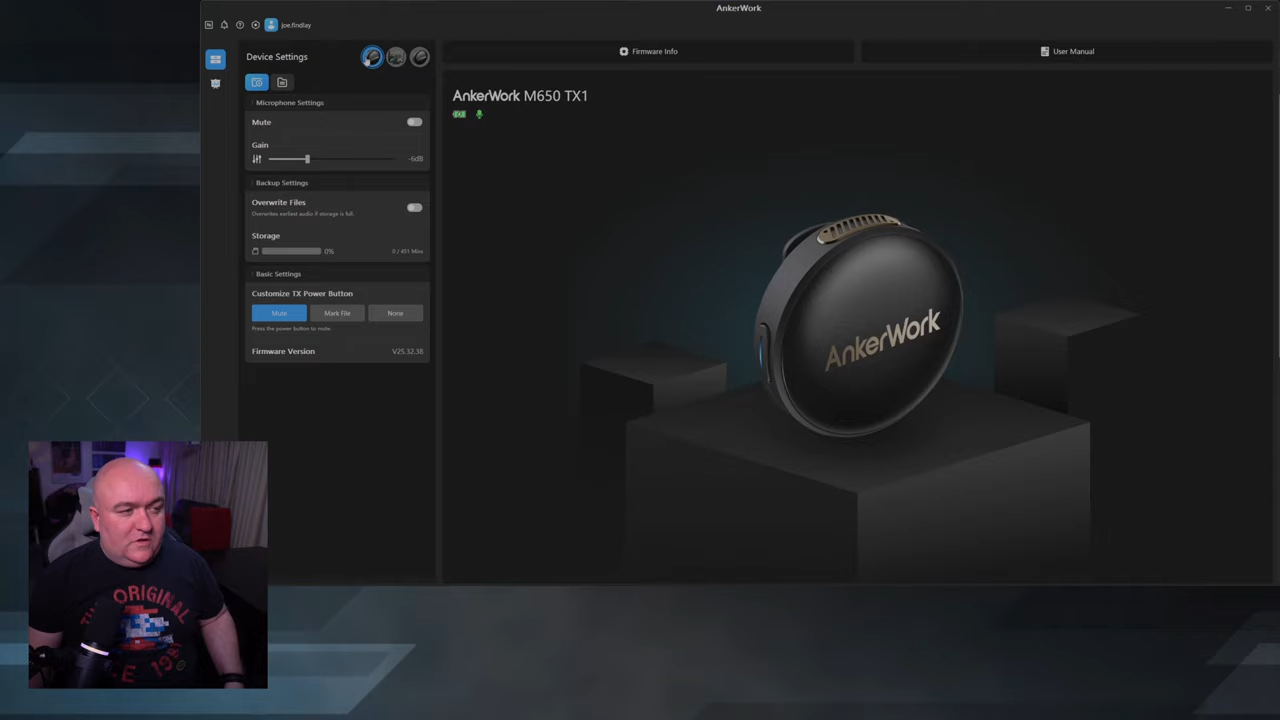 AnkerWork
joe.findlay
Device Settings
Firmware Info
User Manual
AnkerWork M650 TX1
Microphone Settings
Mute
Gain
-6dB
Backup Settings
Overwrite Files
Overwrites earliest audio if storage is full.
Storage
0%
0 / 451 Mins
Basic Settings
Customize TX Power Button
Mute
Mark File
None
Press the power button to mute.
Firmware Version
V25.32.38
AnkerWork
ORIGINAL